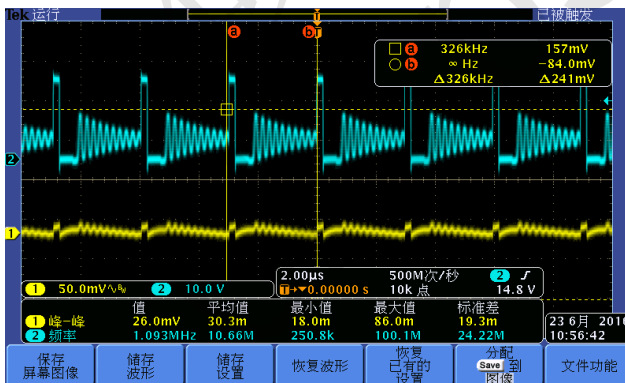 Tek 运行
已被触发
a
b
a 326kHz 157mV
b ∞ Hz -84.0mV
Δ326kHz Δ241mV
2
1
1 50.0mV∿Bw 2 10.0 V
2.00μs 500M次/秒 2 ƒ
T→▼0.00000 s 10k 点 14.8 V
值 平均值 最小值 最大值 标准差
1 峰-峰 26.0mV 30.3m 18.0m 86.0m 19.3m
2 频率 1.093MHz 10.66M 250.8k 100.1M 24.22M
23 6月 201
10:56:42
保存
屏幕图像
储存
波形
储存
设置
恢复波形
恢复
已有的
设置
分配
Save 到
图像
文件功能